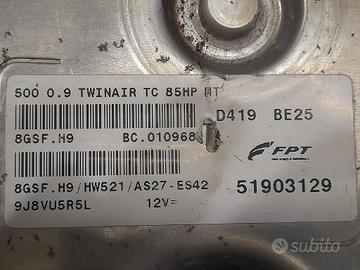 500 0.9 TWINAIR TC 85HP MT
D419 BE25
8GSF.H9 BC.010968
FPT
8GSF.H9/HW521/AS27-ES42
51903129
9J8VU5R5L 12V=
subito